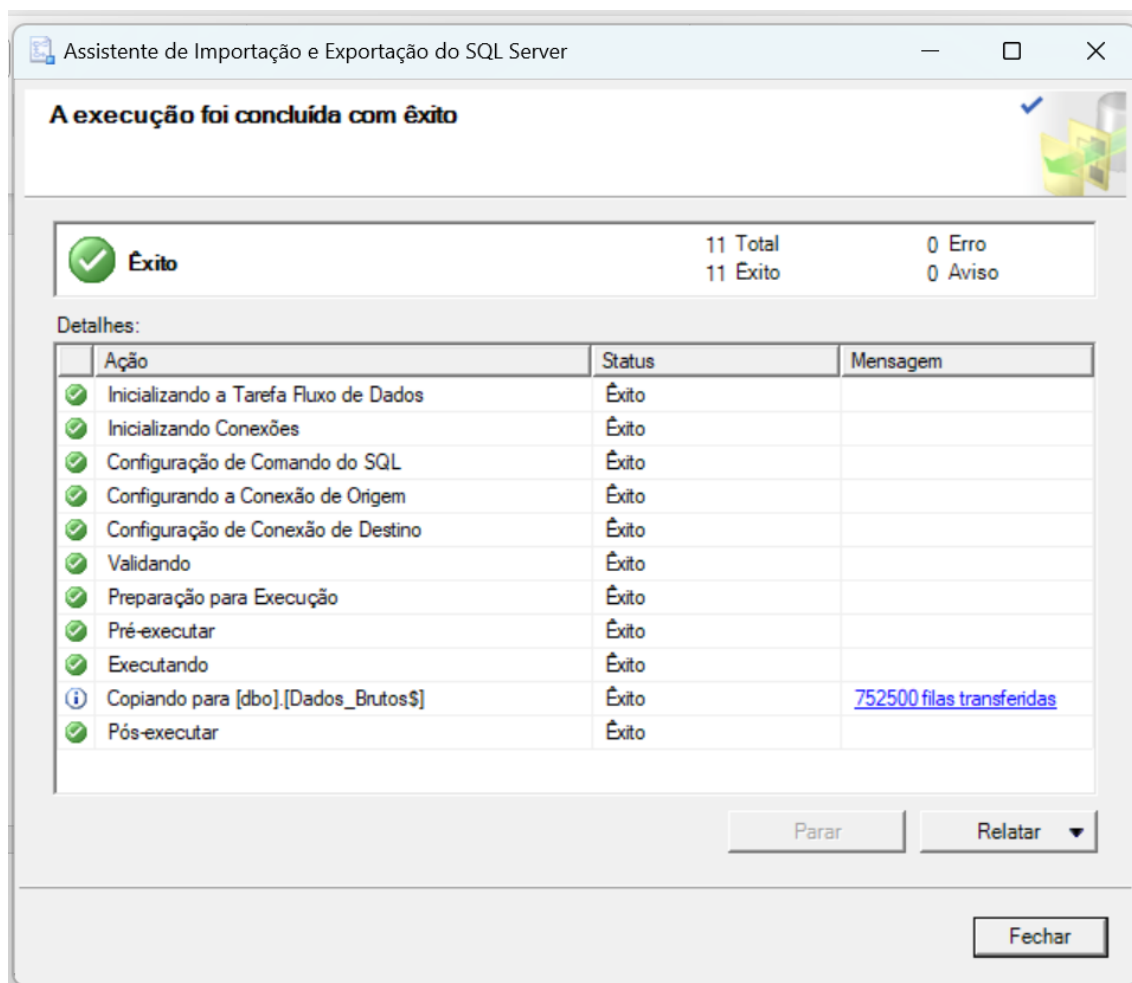 Assistente de Importação e Exportação do SQL Server
A execução foi concluída com êxito
Êxito
11 Total
0 Erro
11 Êxito
0 Aviso
Detalhes:
Ação Status Mensagem
Inicializando a Tarefa Fluxo de Dados Êxito
Inicializando Conexões Êxito
Configuração de Comando do SQL Êxito
Configurando a Conexão de Origem Êxito
Configuração de Conexão de Destino Êxito
Validando Êxito
Preparação para Execução Êxito
Pré-executar Êxito
Executando Êxito
Copiando para [dbo].[Dados_Brutos$] Êxito 752500 filas transferidas
Pós-executar Êxito
Parar Relatar
Fechar